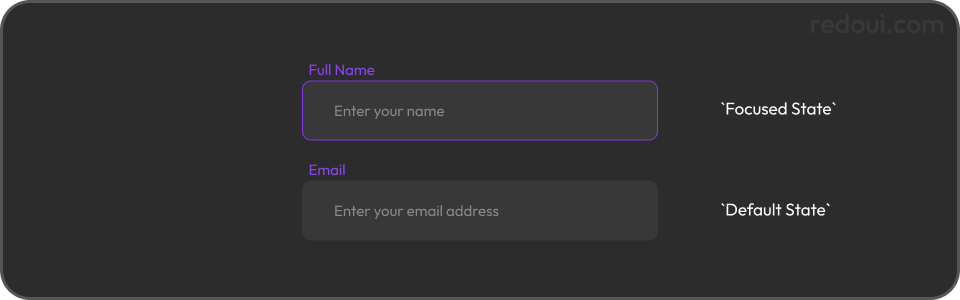 redoui.com
Full Name
Enter your name
`Focused State`
Email
Enter your email address
`Default State`